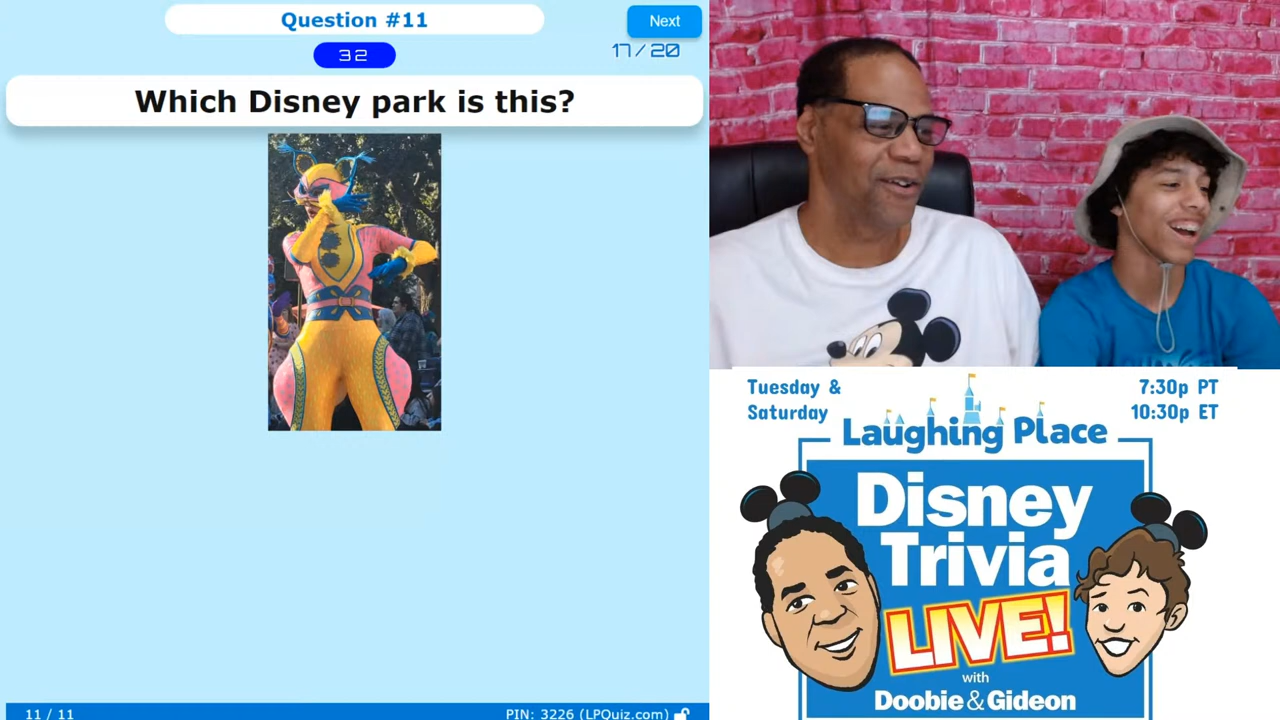 Question #11
Next
32
17/20
Which Disney park is this?
11 / 11
PIN: 3226 (LPQuiz.com)
Tuesday &
Saturday
7:30p PT
10:30p ET
Laughing Place
Disney
Trivia
LIVE!
with
Doobie & Gideon